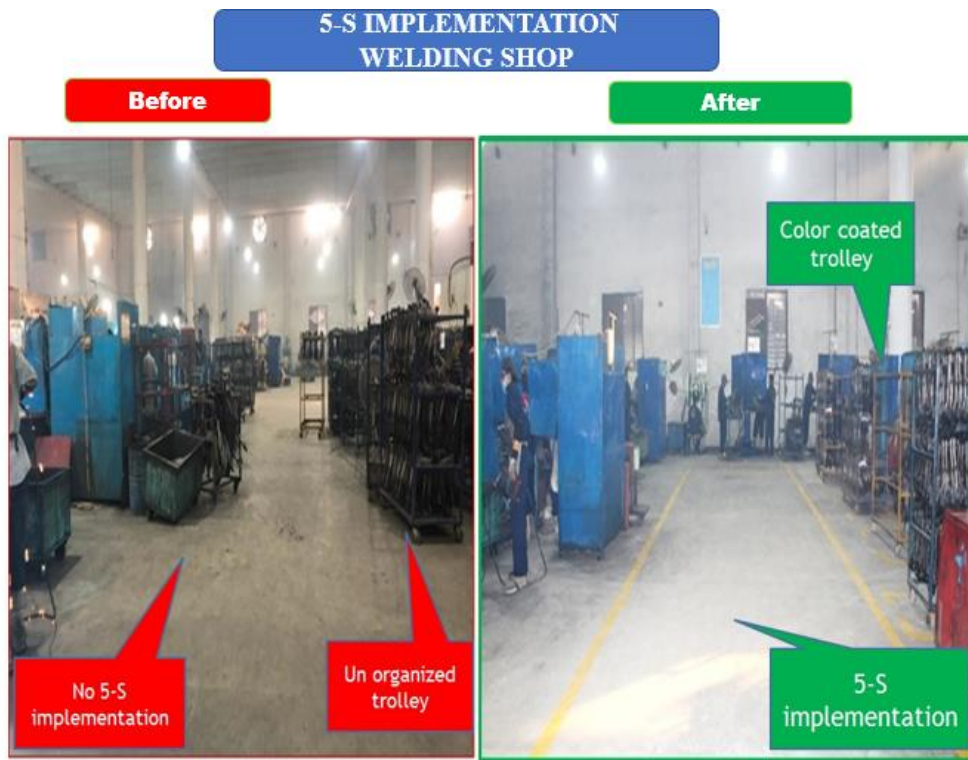 5-S IMPLEMENTATION
WELDING SHOP
Before
After
Color coated
trolley
No 5-S
implementation
Un organized
trolley
5-S
implementation